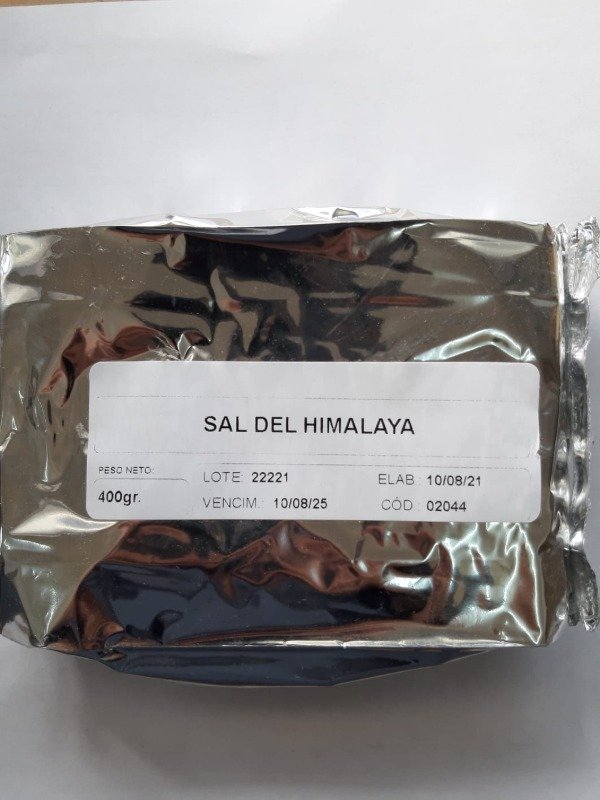 SAL DEL HIMALAYA
PESO NETO:
400gr.
LOTE: 22221 ELAB.: 10/08/21
VENCIM.: 10/08/25 CÓD.: 02044